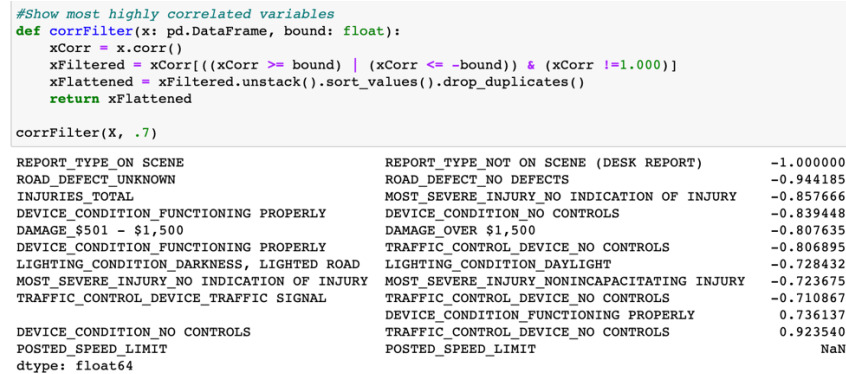 #Show most highly correlated variables
def corrFilter(x: pd.DataFrame, bound: float):
    xCorr = x.corr()
    xFiltered = xCorr[((xCorr >= bound) | (xCorr <= -bound)) & (xCorr !=1.000)]
    xFlattened = xFiltered.unstack().sort_values().drop_duplicates()
    return xFlattened

corrFilter(X, .7)

REPORT_TYPE_ON SCENE                         REPORT_TYPE_NOT ON SCENE (DESK REPORT)         -1.000000
ROAD_DEFECT_UNKNOWN                          ROAD_DEFECT_NO DEFECTS                         -0.944185
INJURIES_TOTAL                               MOST_SEVERE_INJURY_NO INDICATION OF INJURY     -0.857666
DEVICE_CONDITION_FUNCTIONING PROPERLY        DEVICE_CONDITION_NO CONTROLS                   -0.839448
DAMAGE_$501 - $1,500                         DAMAGE_OVER $1,500                             -0.807635
DEVICE_CONDITION_FUNCTIONING PROPERLY        TRAFFIC_CONTROL_DEVICE_NO CONTROLS             -0.806895
LIGHTING_CONDITION_DARKNESS, LIGHTED ROAD    LIGHTING_CONDITION_DAYLIGHT                    -0.728432
MOST_SEVERE_INJURY_NO INDICATION OF INJURY   MOST_SEVERE_INJURY_NONINCAPACITATING INJURY    -0.723675
TRAFFIC_CONTROL_DEVICE_TRAFFIC SIGNAL        TRAFFIC_CONTROL_DEVICE_NO CONTROLS             -0.710867
                                             DEVICE_CONDITION_FUNCTIONING PROPERLY           0.736137
DEVICE_CONDITION_NO CONTROLS                 TRAFFIC_CONTROL_DEVICE_NO CONTROLS              0.923540
POSTED_SPEED_LIMIT                           POSTED_SPEED_LIMIT                                   NaN
dtype: float64